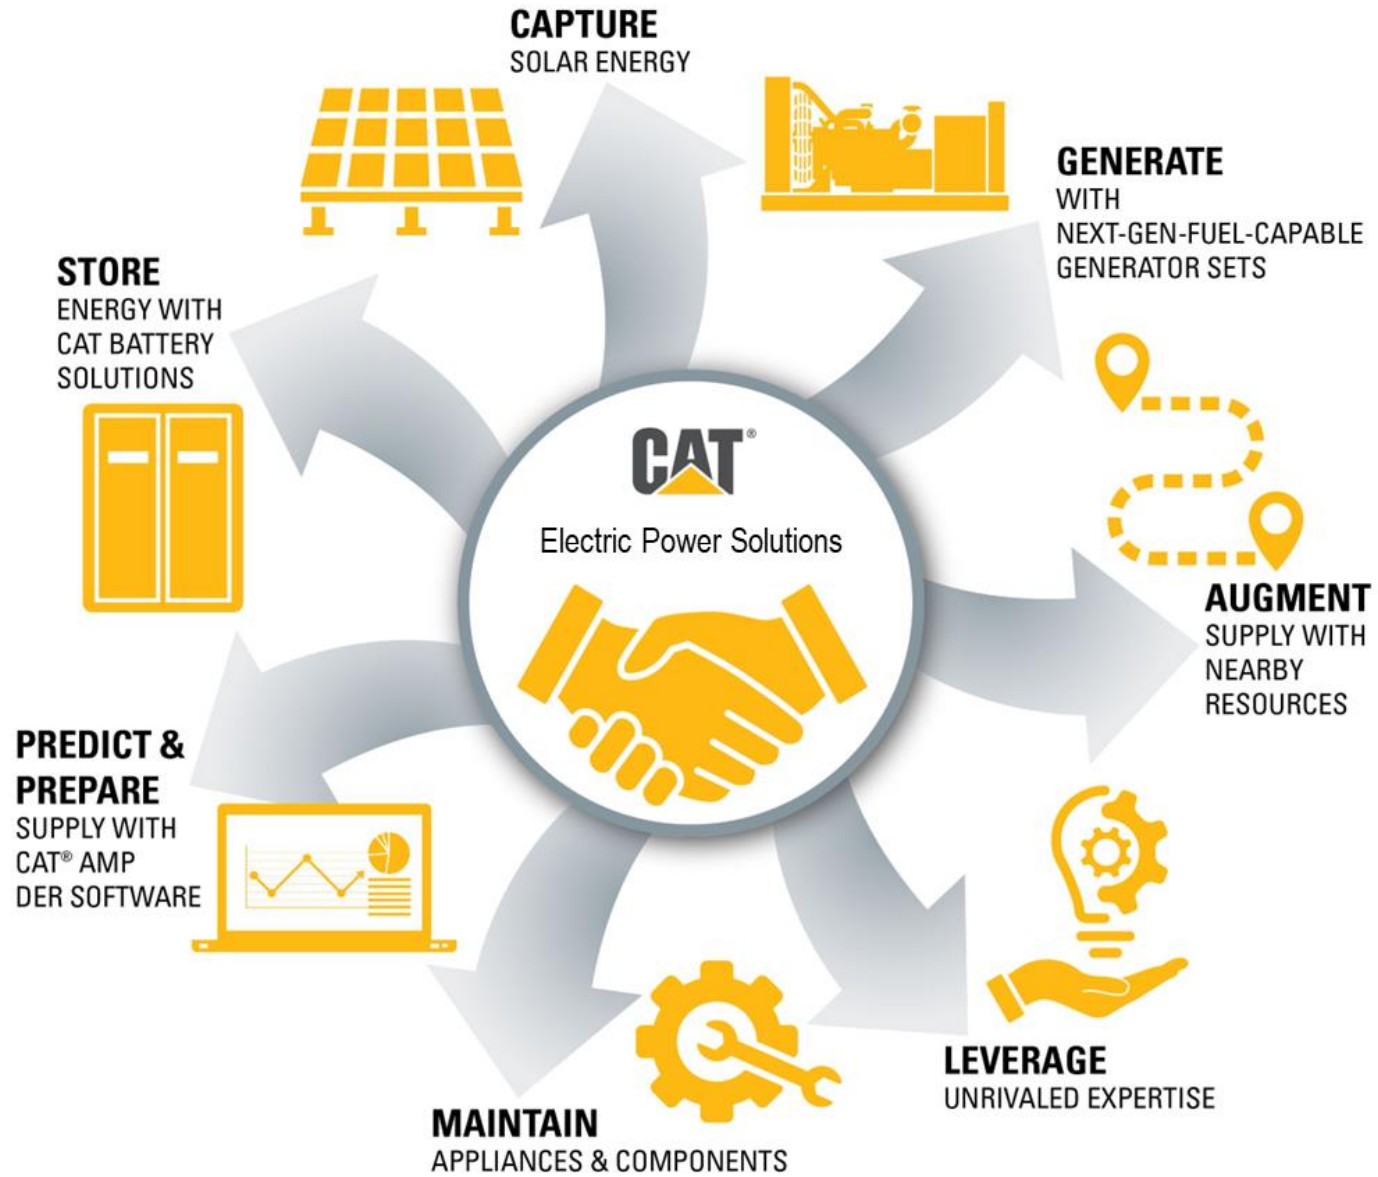 CAPTURE
SOLAR ENERGY
GENERATE
WITH
NEXT-GEN-FUEL-CAPABLE
GENERATOR SETS
STORE
ENERGY WITH
CAT BATTERY
SOLUTIONS
CAT®
Electric Power Solutions
AUGMENT
SUPPLY WITH
NEARBY
RESOURCES
PREDICT &
PREPARE
SUPPLY WITH
CAT® AMP
DER SOFTWARE
LEVERAGE
UNRIVALED EXPERTISE
MAINTAIN
APPLIANCES & COMPONENTS